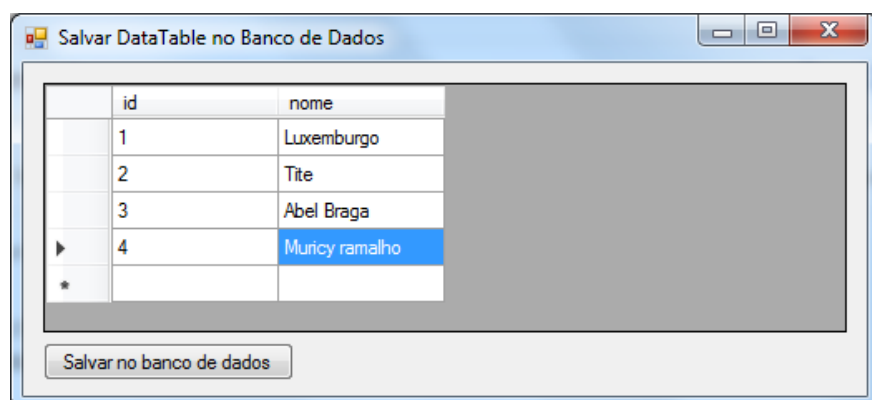 Salvar DataTable no Banco de Dados
id nome
1 Luxemburgo
2 Tite
3 Abel Braga
4 Muricy ramalho
Salvar no banco de dados